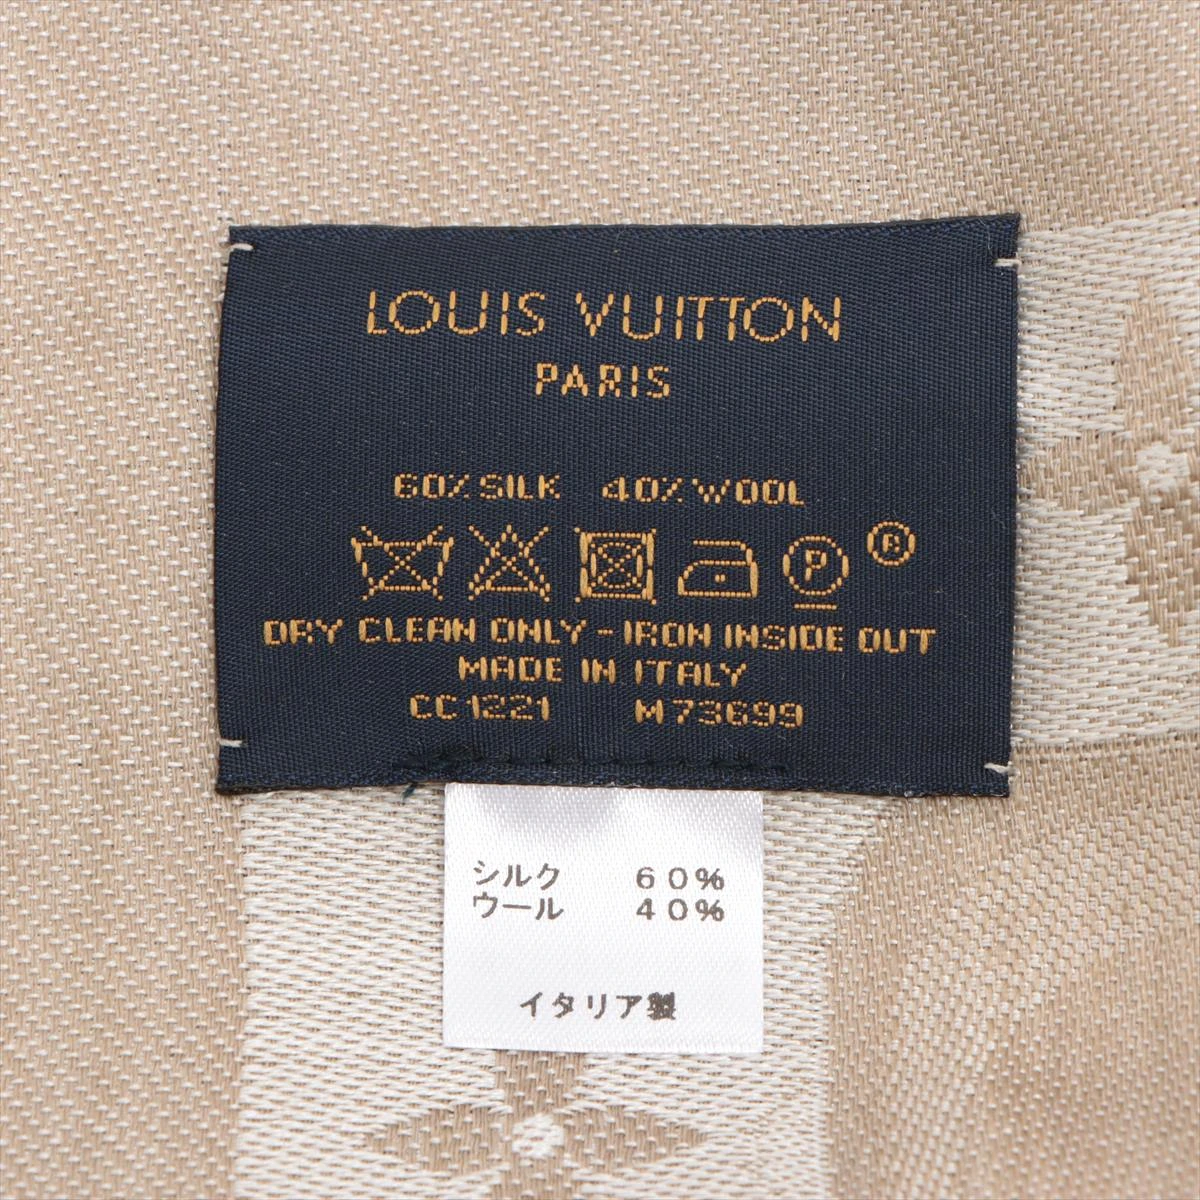 LOUIS VUITTON
PARIS
60% SILK 40% WOOL
P ®
DRY CLEAN ONLY - IRON INSIDE OUT
MADE IN ITALY
CC1221 M73699
シルク 60%
ウール 40%
イタリア製